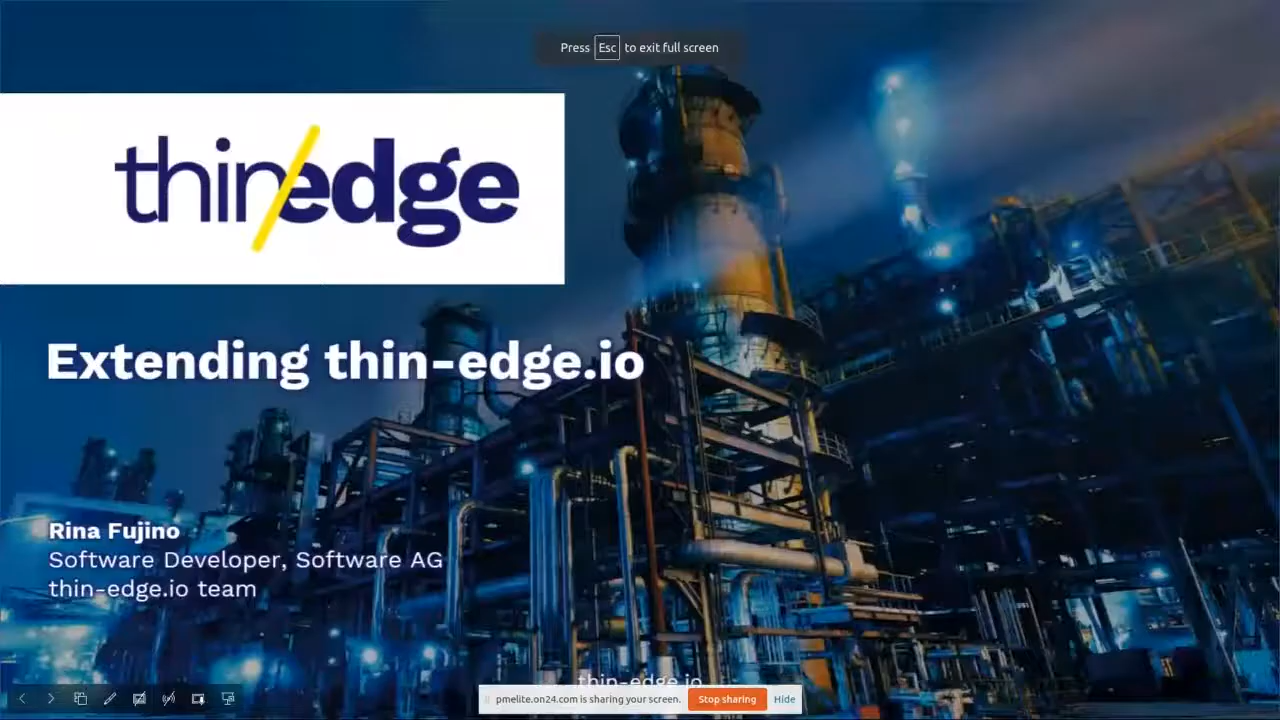 Press Esc to exit full screen
thinedge
Extending thin-edge.io
Rina Fujino
Software Developer, Software AG
thin-edge.io team
thin-edge.io
pmelite.on24.com is sharing your screen. Stop sharing Hide